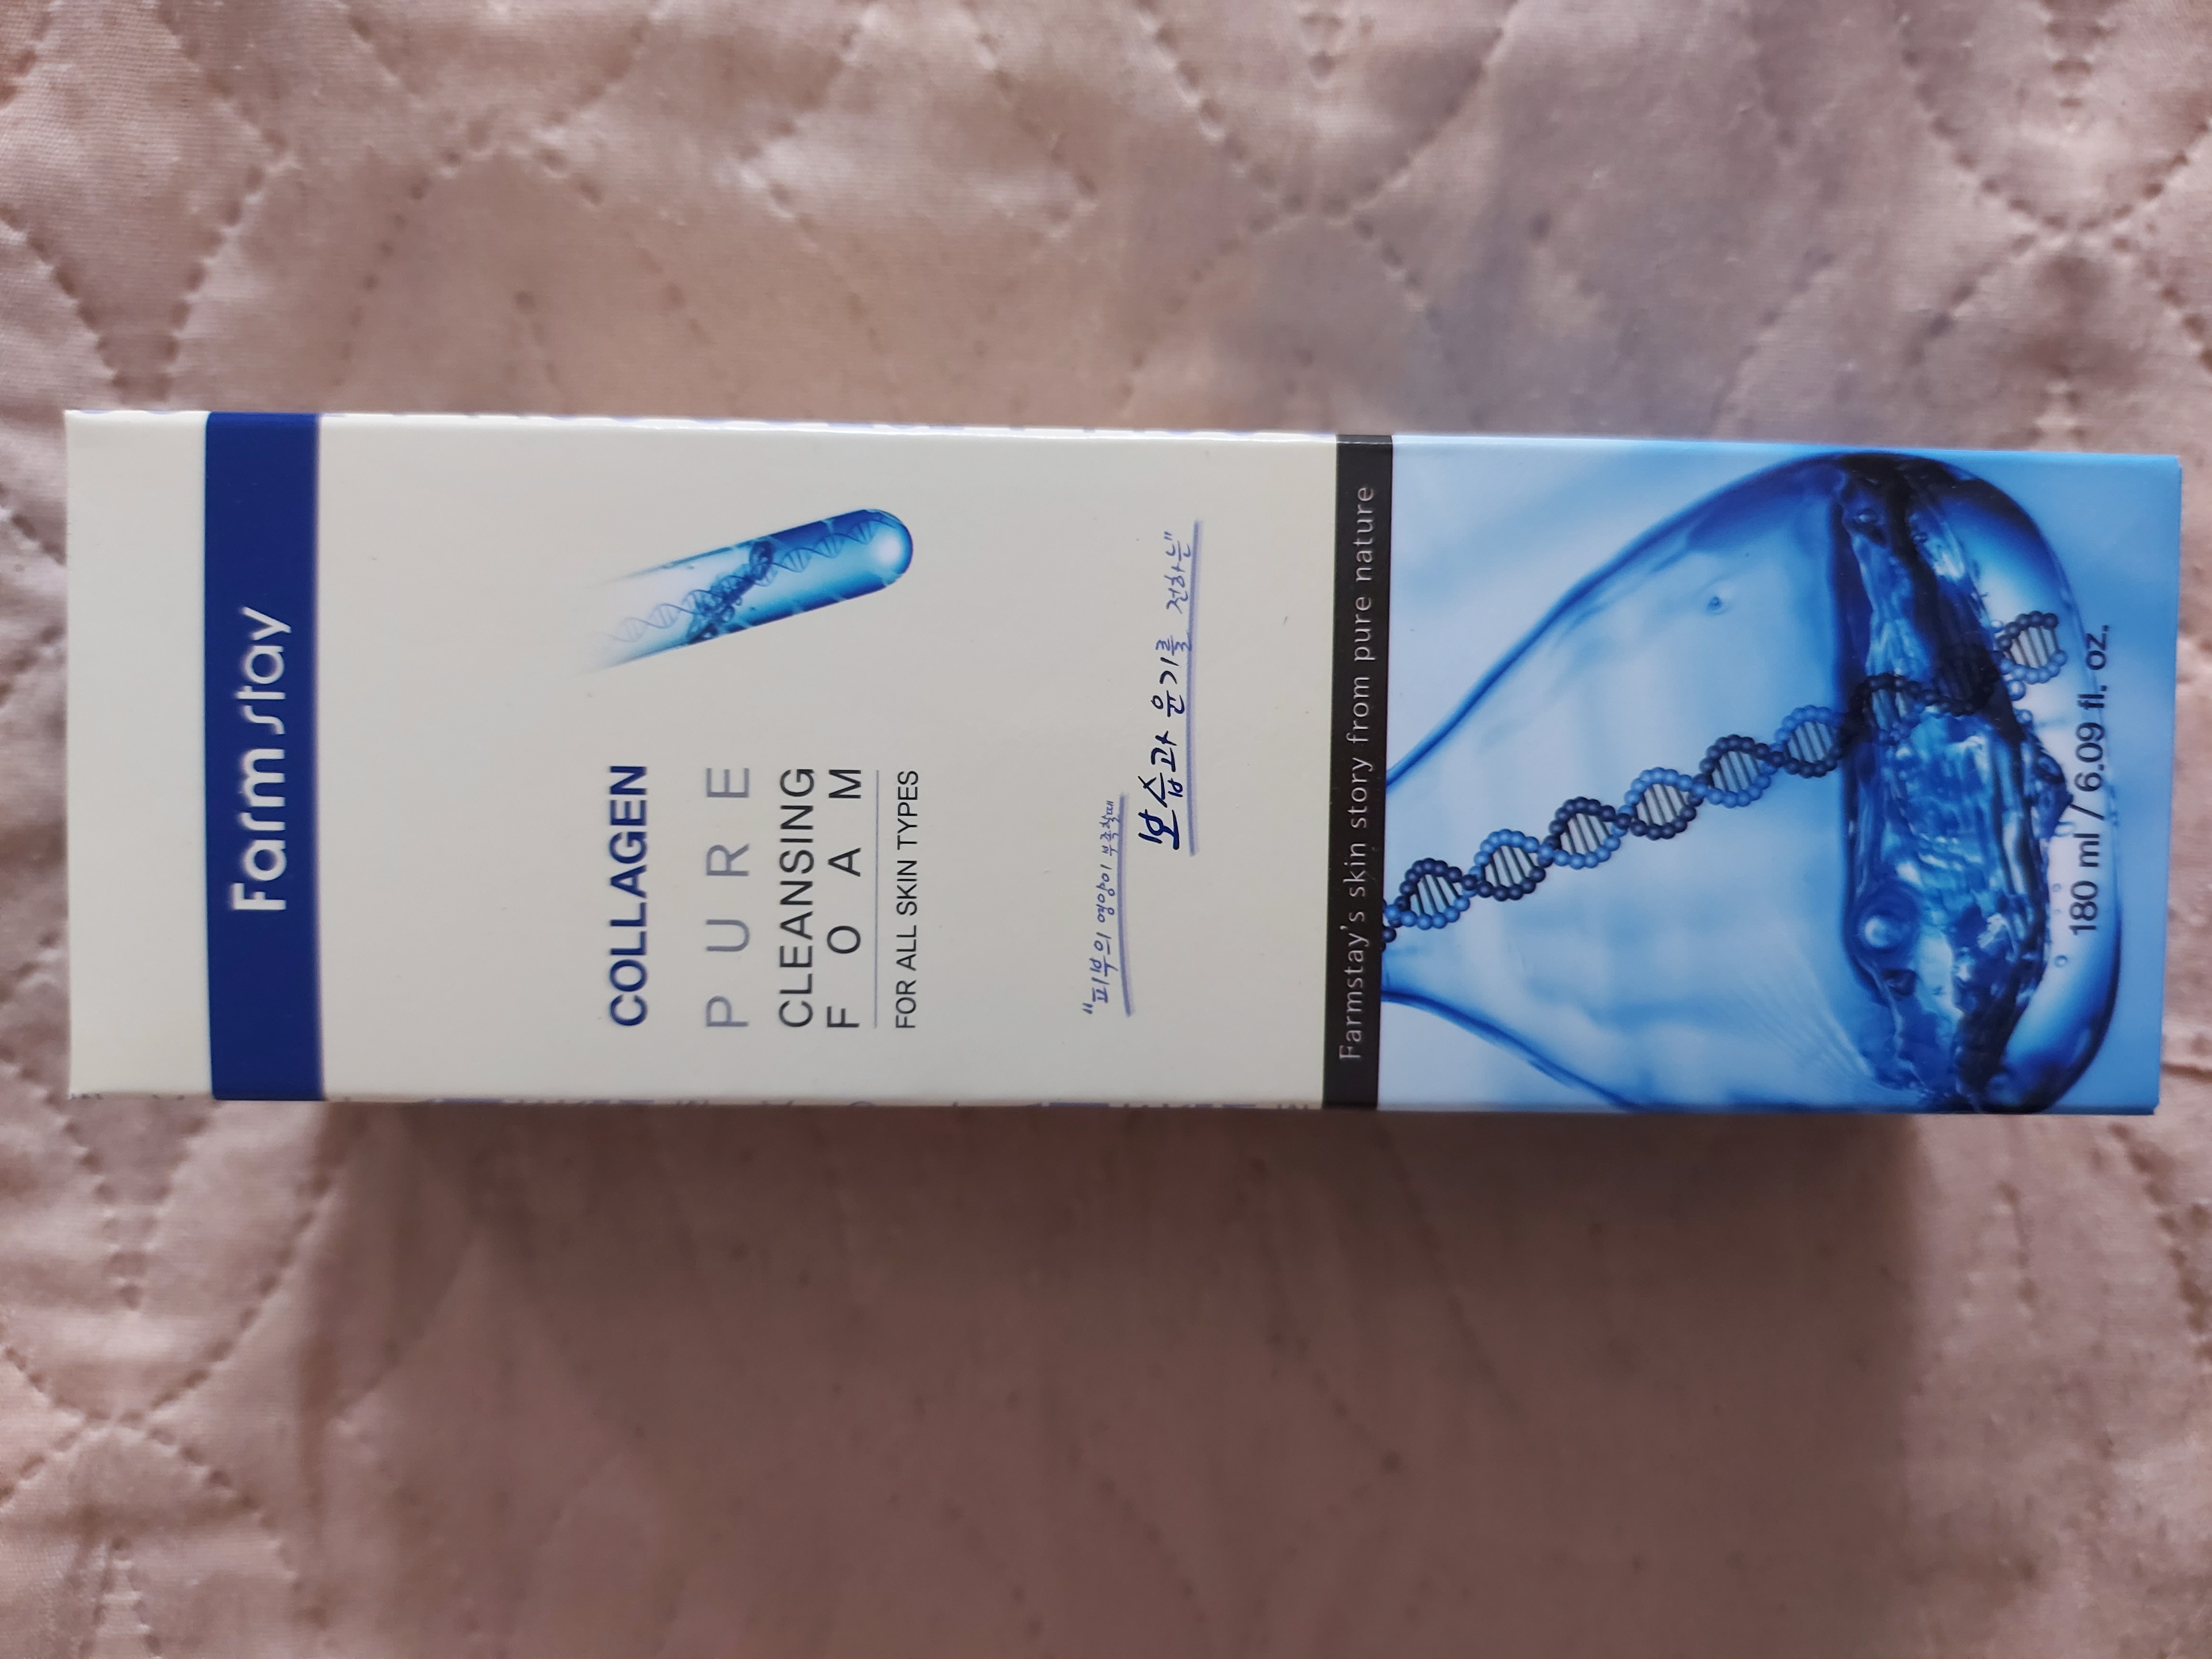 Farmstay
COLLAGEN
PURE
CLEANSING
FOAM
FOR ALL SKIN TYPES
"피부의 영양이 부족할때
보습과 윤기를 전하는"
Farmstay's skin story from pure nature
180 ml / 6.09 fl. oz.